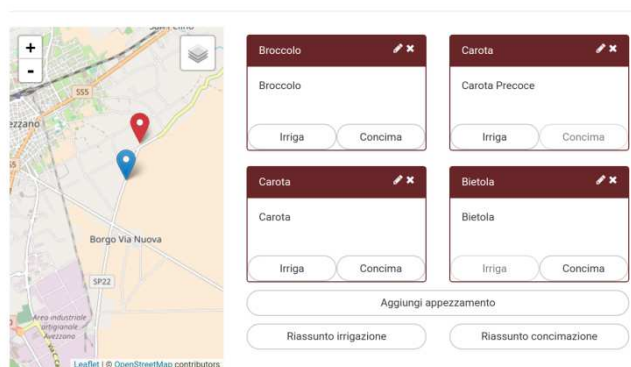 +
-
SS5
Borgo Via Nuova
SP22
Area industriale
artigianale
Avezzano
Leaflet | © OpenStreetMap contributors
Broccolo
Broccolo
Irriga Concima
Carota
Carota Precoce
Irriga Concima
Carota
Carota
Irriga Concima
Bietola
Bietola
Irriga Concima
Aggiungi appezzamento
Riassunto irrigazione Riassunto concimazione